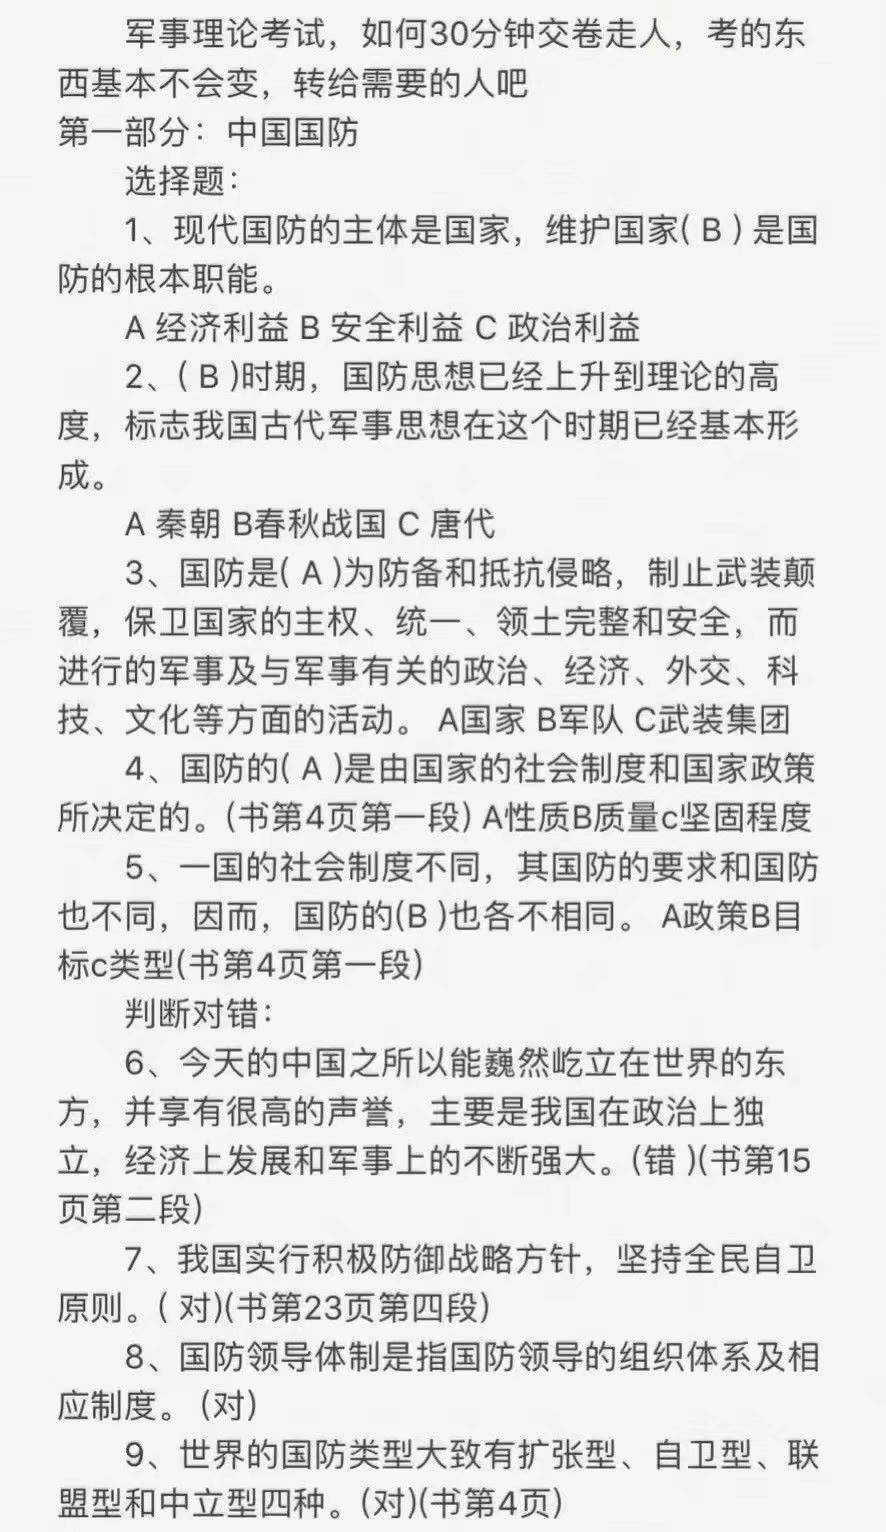 军事理论考试，如何30分钟交卷走人，考的东
西基本不会变，转给需要的人吧
第一部分：中国国防
选择题：
1、现代国防的主体是国家，维护国家( B ) 是国
防的根本职能。
A 经济利益 B 安全利益 C 政治利益
2、( B )时期，国防思想已经上升到理论的高
度，标志我国古代军事思想在这个时期已经基本形
成。
A 秦朝 B春秋战国 C 唐代
3、国防是( A )为防备和抵抗侵略，制止武装颠
覆，保卫国家的主权、统一、领土完整和安全，而
进行的军事及与军事有关的政治、经济、外交、科
技、文化等方面的活动。 A国家 B军队 C武装集团
4、国防的( A )是由国家的社会制度和国家政策
所决定的。(书第4页第一段) A性质B质量c坚固程度
5、一国的社会制度不同，其国防的要求和国防
也不同，因而，国防的(B )也各不相同。 A政策B目
标c类型(书第4页第一段)
判断对错：
6、今天的中国之所以能巍然屹立在世界的东
方，并享有很高的声誉，主要是我国在政治上独
立，经济上发展和军事上的不断强大。(错 )(书第15
页第二段)
7、我国实行积极防御战略方针，坚持全民自卫
原则。( 对)(书第23页第四段)
8、国防领导体制是指国防领导的组织体系及相
应制度。 (对)
9、世界的国防类型大致有扩张型、自卫型、联
盟型和中立型四种。(对)(书第4页)